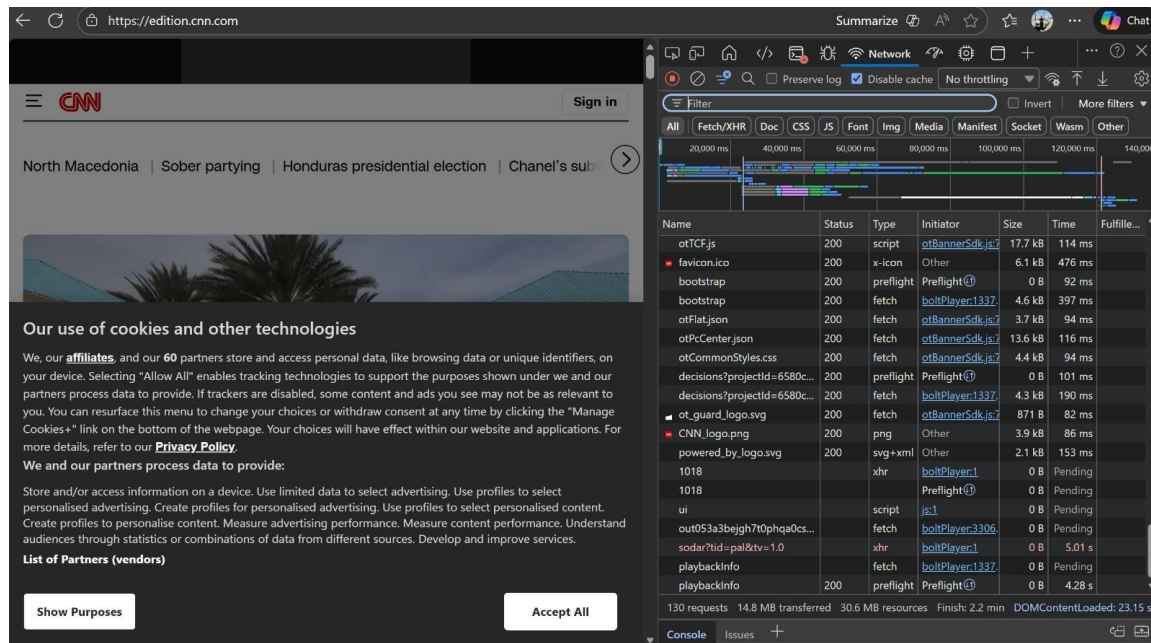 https://edition.cnn.com
Summarize
Chat
CNN
Sign in
North Macedonia | Sober partying | Honduras presidential election | Chanel's sub
Our use of cookies and other technologies
We, our affiliates, and our 60 partners store and access personal data, like browsing data or unique identifiers, on
your device. Selecting "Allow All" enables tracking technologies to support the purposes shown under we and our
partners process data to provide. If trackers are disabled, some content and ads you see may not be as relevant to
you. You can resurface this menu to change your choices or withdraw consent at any time by clicking the "Manage
Cookies+" link on the bottom of the webpage. Your choices will have effect within our website and applications. For
more details, refer to our Privacy Policy.
We and our partners process data to provide:
Store and/or access information on a device. Use limited data to select advertising. Use profiles to select
personalised advertising. Create profiles for personalised advertising. Use profiles to select personalised content.
Create profiles to personalise content. Measure advertising performance. Measure content performance. Understand
audiences through statistics or combinations of data from different sources. Develop and improve services.
List of Partners (vendors)
Show Purposes
Accept All
Network
Preserve log
Disable cache
No throttling
Filter
Invert
More filters
All Fetch/XHR Doc CSS JS Font Img Media Manifest Socket Wasm Other
20,000 ms 40,000 ms 60,000 ms 80,000 ms 100,000 ms 120,000 ms 140,00
Name Status Type Initiator Size Time Fulfille...
otTCF.js 200 script otBannerSdk.js:7 17.7 kB 114 ms
favicon.ico 200 x-icon Other 6.1 kB 476 ms
bootstrap 200 preflight Preflight 0 B 92 ms
bootstrap 200 fetch boltPlayer:1337. 4.6 kB 397 ms
otFlat.json 200 fetch otBannerSdk.js:7 3.7 kB 94 ms
otPcCenter.json 200 fetch otBannerSdk.js:7 13.6 kB 116 ms
otCommonStyles.css 200 fetch otBannerSdk.js:7 4.4 kB 94 ms
decisions?projectId=6580c... 200 preflight Preflight 0 B 101 ms
decisions?projectId=6580c... 200 fetch boltPlayer:1337. 4.3 kB 190 ms
ot_guard_logo.svg 200 fetch otBannerSdk.js:7 871 B 82 ms
CNN_logo.png 200 png Other 3.9 kB 86 ms
powered_by_logo.svg 200 svg+xml Other 2.1 kB 153 ms
1018 xhr boltPlayer:1 0 B Pending
1018 Preflight 0 B Pending
ui script js:1 0 B Pending
out053a3bejgh7t0phqa0cs... fetch boltPlayer:3306. 0 B Pending
sodar?tid=pal&tv=1.0 xhr boltPlayer:1 0 B 5.01 s
playbackInfo fetch boltPlayer:1337. 0 B Pending
playbackInfo 200 preflight Preflight 0 B 4.28 s
130 requests 14.8 MB transferred 30.6 MB resources Finish: 2.2 min DOMContentLoaded: 23.15 s
Console Issues